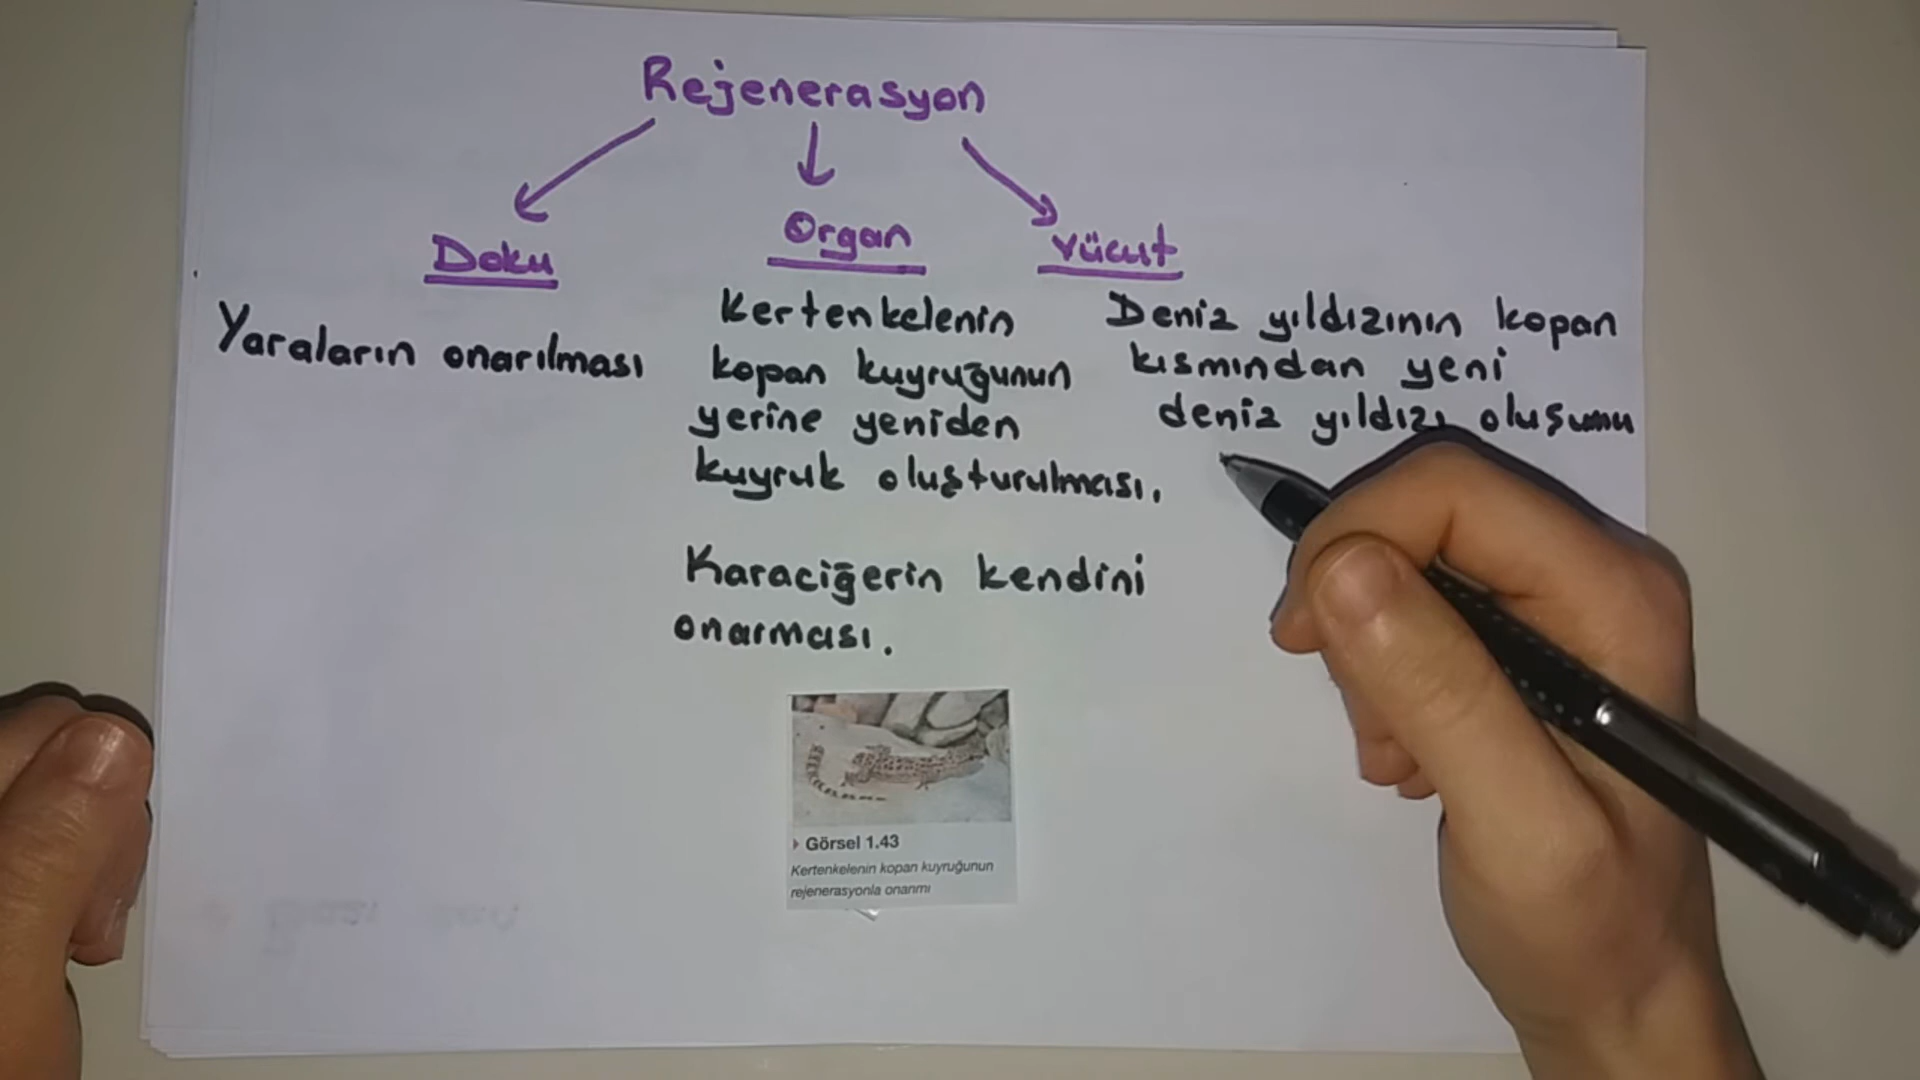 Rejenerasyon
Doku
Yaraların onarılması
Organ
Kertenkelenin
kopan kuyruğunun
yerine yeniden
kuyruk oluşturulması.
Karaciğerin kendini
onarması.
Görsel 1.43
Kertenkelenin kopan kuyruğunun
rejenerasyonla onarımı
Vücut
Deniz yıldızının kopan
kısmından yeni
deniz yıldızı oluşumu